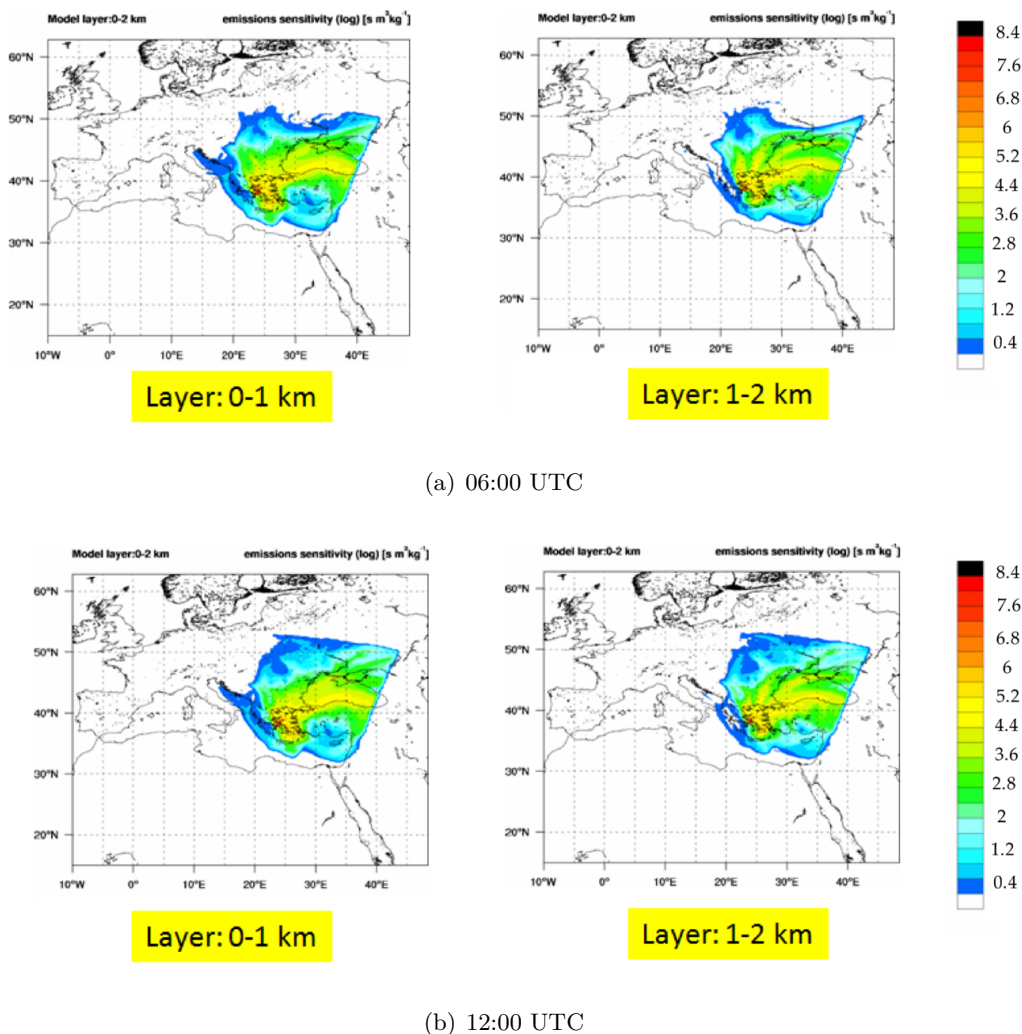 Model layer:0-2 km emissions sensitivity (log) [s m³kg⁻¹]
60°N
50°N
40°N
30°N
20°N
10°W 0° 10°E 20°E 30°E 40°E
Layer: 0-1 km
Model layer:0-2 km emissions sensitivity (log) [s m³kg⁻¹]
60°N
50°N
40°N
30°N
20°N
10°W 0° 10°E 20°E 30°E 40°E
Layer: 1-2 km
8.4
7.6
6.8
6
5.2
4.4
3.6
2.8
2
1.2
0.4
(a) 06:00 UTC
Model layer:0-2 km emissions sensitivity (log) [s m³kg⁻¹]
60°N
50°N
40°N
30°N
20°N
10°W 0° 10°E 20°E 30°E 40°E
Layer: 0-1 km
Model layer:0-2 km emissions sensitivity (log) [s m³kg⁻¹]
60°N
50°N
40°N
30°N
20°N
10°W 0° 10°E 20°E 30°E 40°E
Layer: 1-2 km
8.4
7.6
6.8
6
5.2
4.4
3.6
2.8
2
1.2
0.4
(b) 12:00 UTC